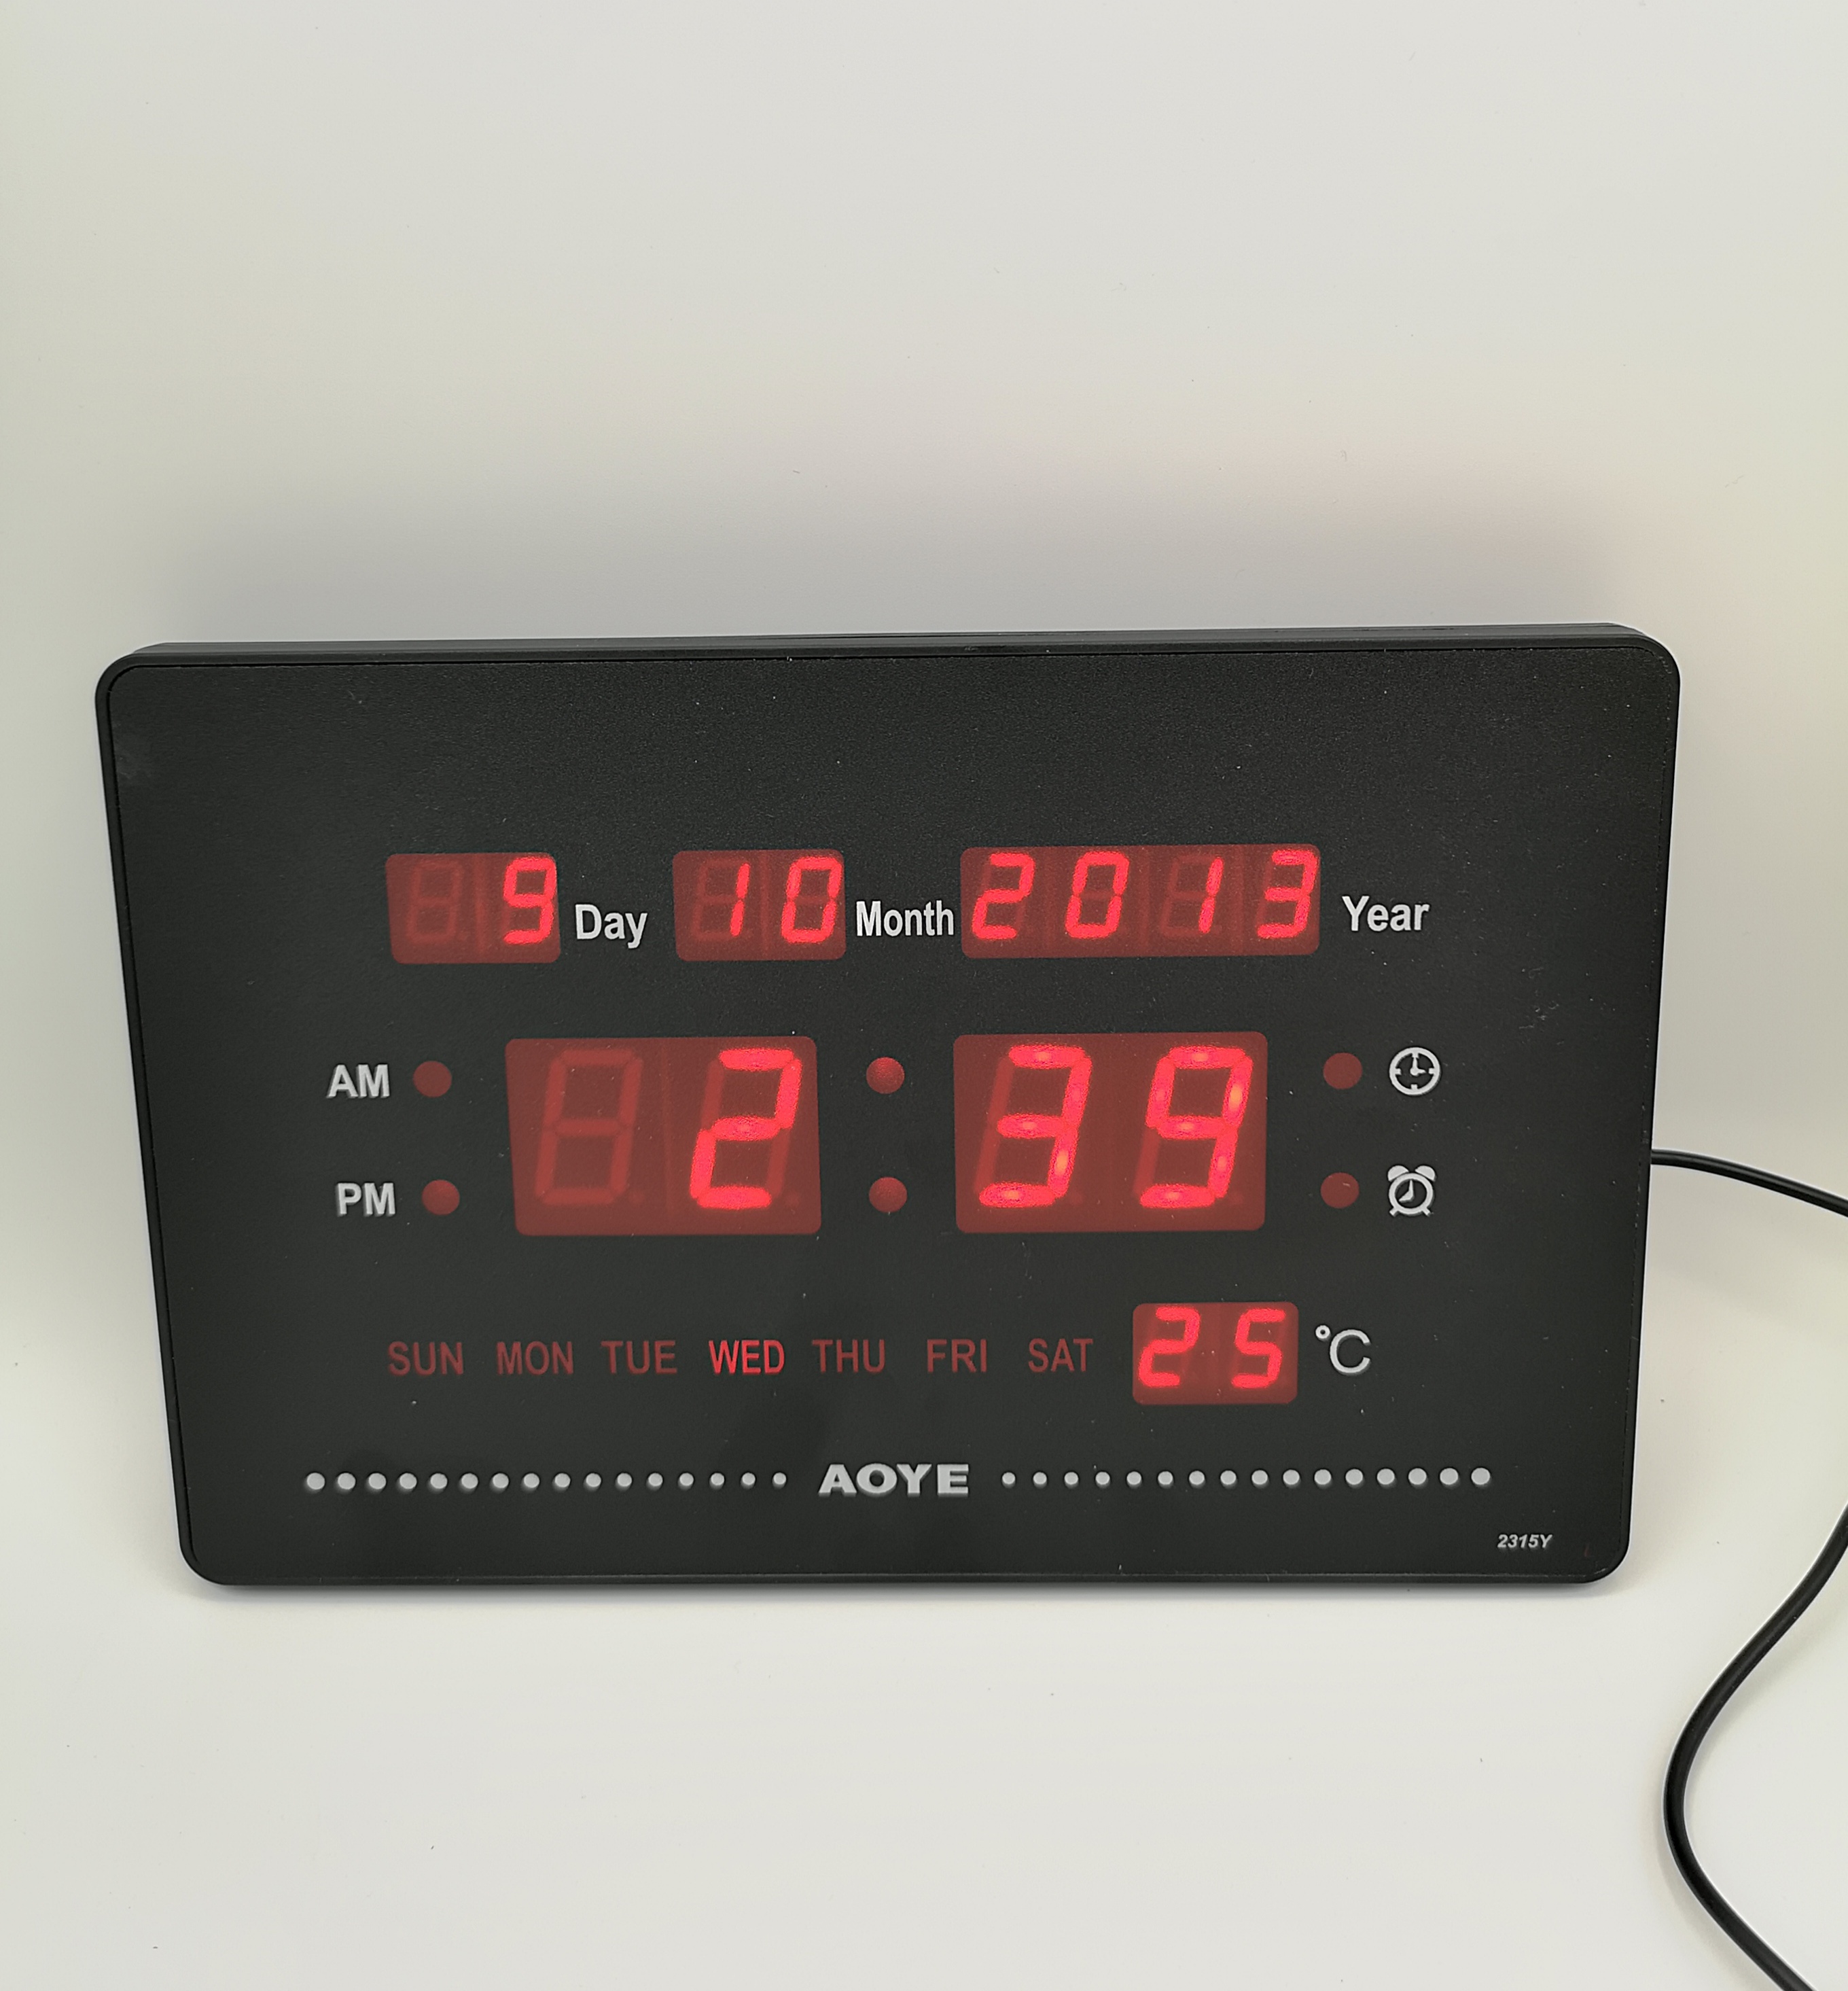 9 Day 10 Month 2013 Year
AM
2:39
PM
SUN MON TUE WED THU FRI SAT 25 °C
AOYE
2315Y